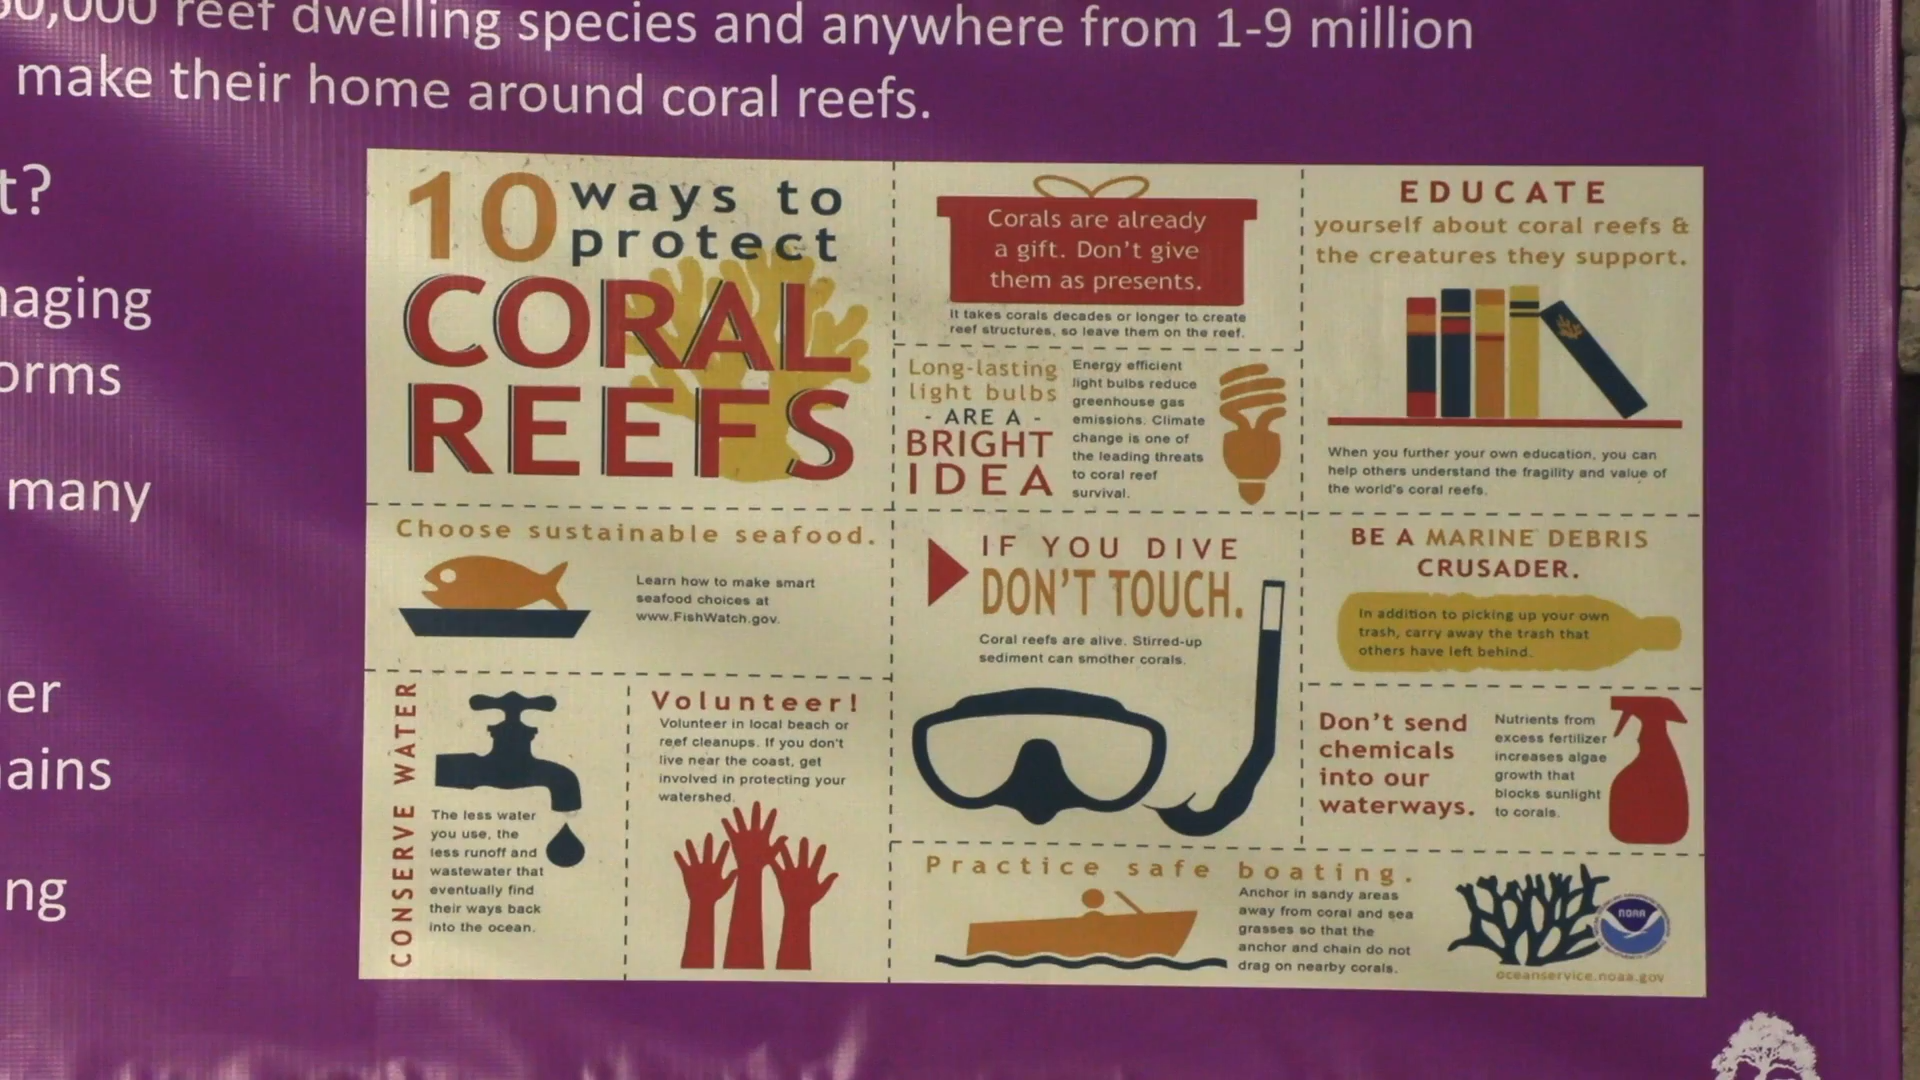 reef dwelling species and anywhere from 1-9 million
make their home around coral reefs.
t?
naging
orms
many
er
ains
ng
10 ways to
protect
CORAL
REEFS
Corals are already
a gift. Don't give
them as presents.
It takes corals decades or longer to create
reef structures, so leave them on the reef.
EDUCATE
yourself about coral reefs &
the creatures they support.
When you further your own education, you can
help others understand the fragility and value of
the world's coral reefs.
Long-lasting
light bulbs
- ARE A -
BRIGHT
IDEA
Energy efficient
light bulbs reduce
greenhouse gas
emissions. Climate
change is one of
the leading threats
to coral reef
survival.
Choose sustainable seafood.
Learn how to make smart
seafood choices at
www.FishWatch.gov.
IF YOU DIVE
DON'T TOUCH.
Coral reefs are alive. Stirred-up
sediment can smother corals.
BE A MARINE DEBRIS
CRUSADER.
In addition to picking up your own
trash, carry away the trash that
others have left behind.
CONSERVE WATER
The less water
you use, the
less runoff and
wastewater that
eventually find
their ways back
into the ocean.
Volunteer!
Volunteer in local beach or
reef cleanups. If you don't
live near the coast, get
involved in protecting your
watershed.
Don't send
chemicals
into our
waterways.
Nutrients from
excess fertilizer
increases algae
growth that
blocks sunlight
to corals.
Practice safe boating.
Anchor in sandy areas
away from coral and sea
grasses so that the
anchor and chain do not
drag on nearby corals.
NOAA
oceanservice.noaa.gov